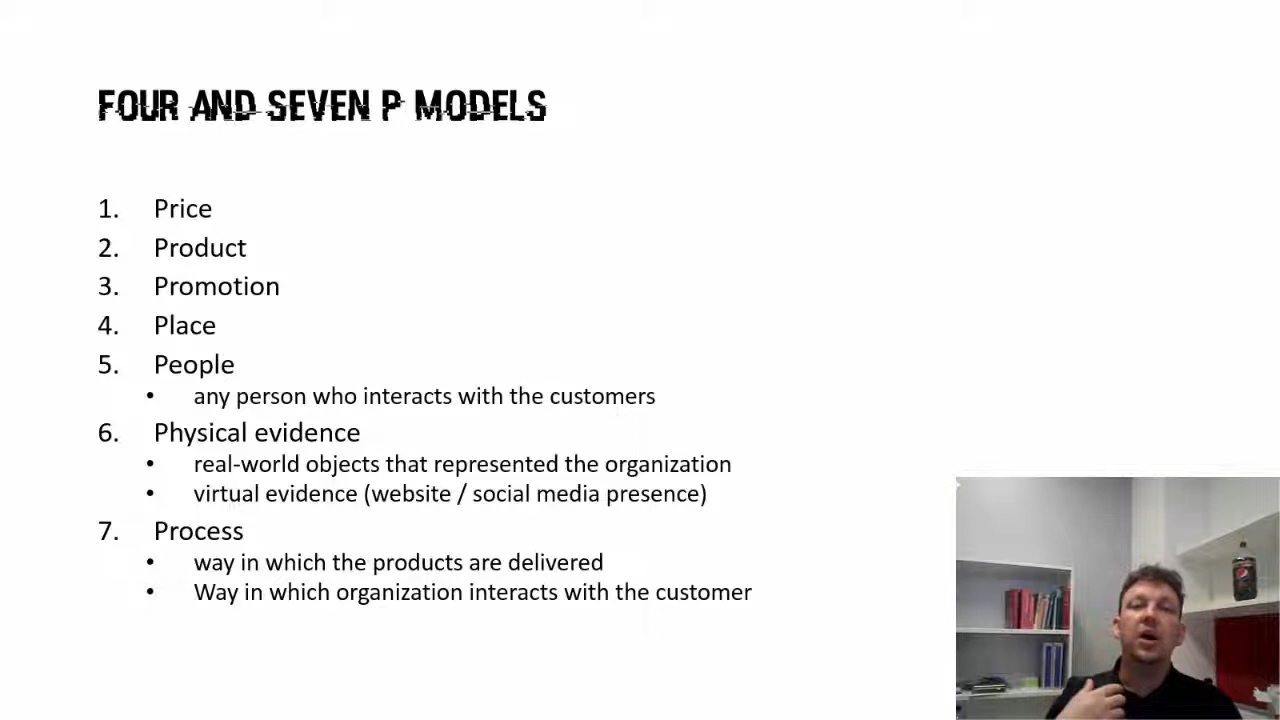 FOUR AND SEVEN P MODELS
1. Price
2. Product
3. Promotion
4. Place
5. People
• any person who interacts with the customers
6. Physical evidence
• real-world objects that represented the organization
• virtual evidence (website / social media presence)
7. Process
• way in which the products are delivered
• Way in which organization interacts with the customer